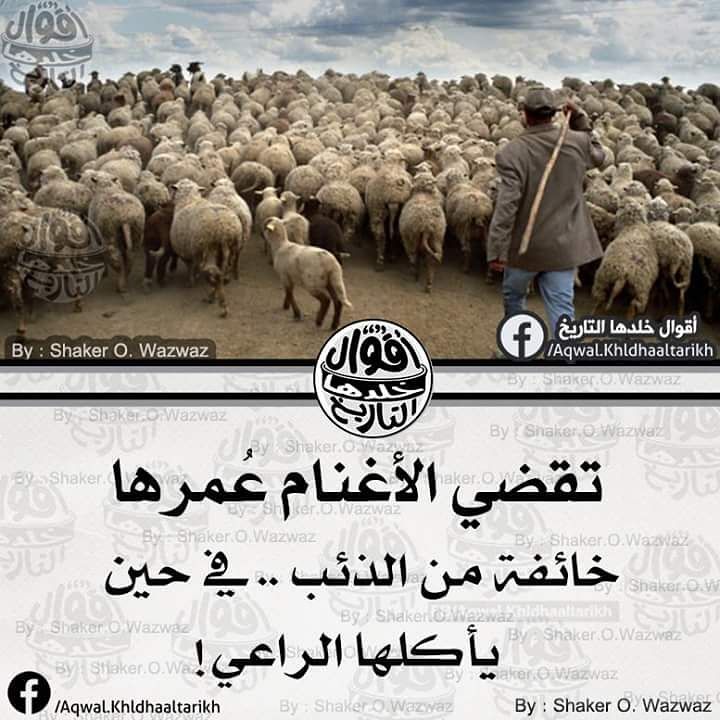 أقوال
خلدها
التاريخ
By : Shaker O. Wazwaz
أقوال خلدها التاريخ
/Aqwal.Khldhaaltarikh
أقوال
خلدها
التاريخ
تقضي الأغنام عُمرها
خائفة من الذئب .. في حين
يأكلها الراعي !
/Aqwal.Khldhaaltarikh
By : Shaker O. Wazwaz